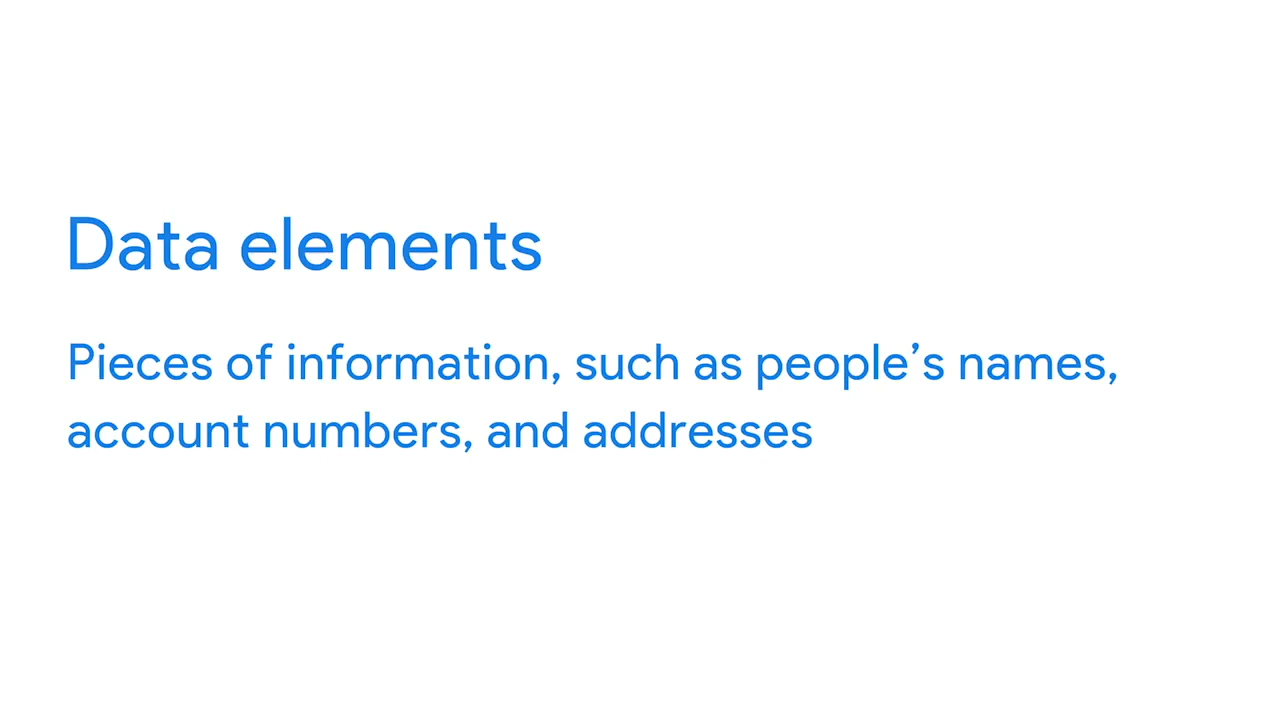 Data elements
Pieces of information, such as people’s names,
account numbers, and addresses